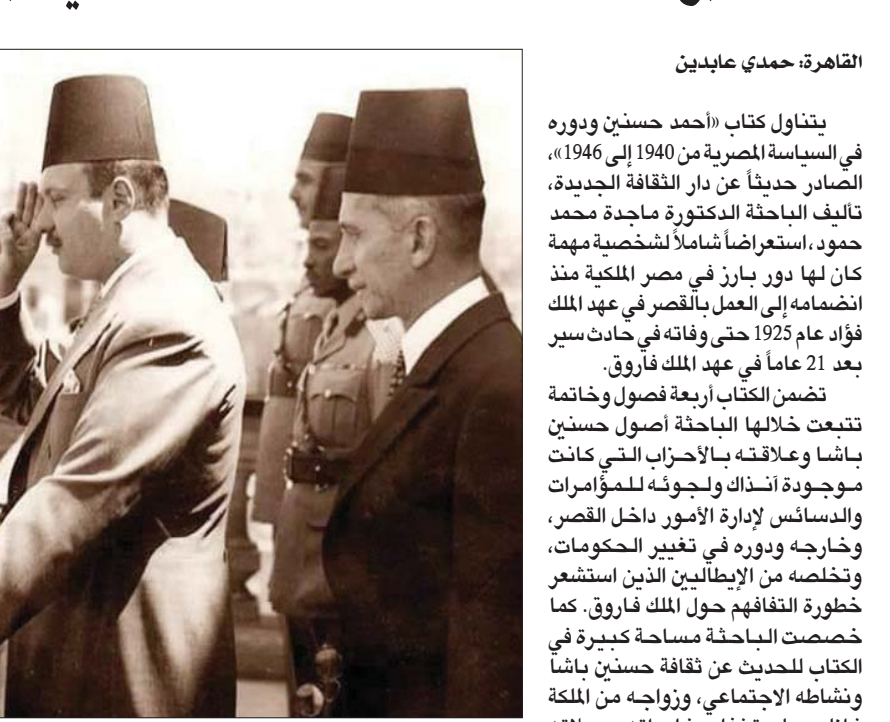 القاهرة: حمدي عابدين
يتناول كتاب «أحمد حسنين ودوره
في السياسة المصرية من 1940 إلى 1946»،
الصادر حديثاً عن دار الثقافة الجديدة،
تأليف الباحثة الدكتورة ماجدة محمد
حمود، استعراضاً شاملاً لشخصية مهمة
كان لها دور بارز في مصر الملكية منذ
انضمامه إلى العمل بالقصر في عهد الملك
فؤاد عام 1925 حتى وفاته في حادث سير
بعد 21 عاماً في عهد الملك فاروق.
تضمن الكتاب أربعة فصول وخاتمة
تتبعت خلالها الباحثة أصول حسنين
باشا وعلاقته بالأحزاب التي كانت
موجودة آنذاك ولجوئه للمؤامرات
والدسائس لإدارة الأمور داخل القصر،
وخارجه ودوره في تغيير الحكومات،
وتخلصه من الإيطاليين الذين استشعر
خطورة التفافهم حول الملك فاروق. كما
خصصت الباحثة مساحة كبيرة في
الكتاب للحديث عن ثقافة حسنين باشا
ونشاطه الاجتماعي، وزواجه من الملكة